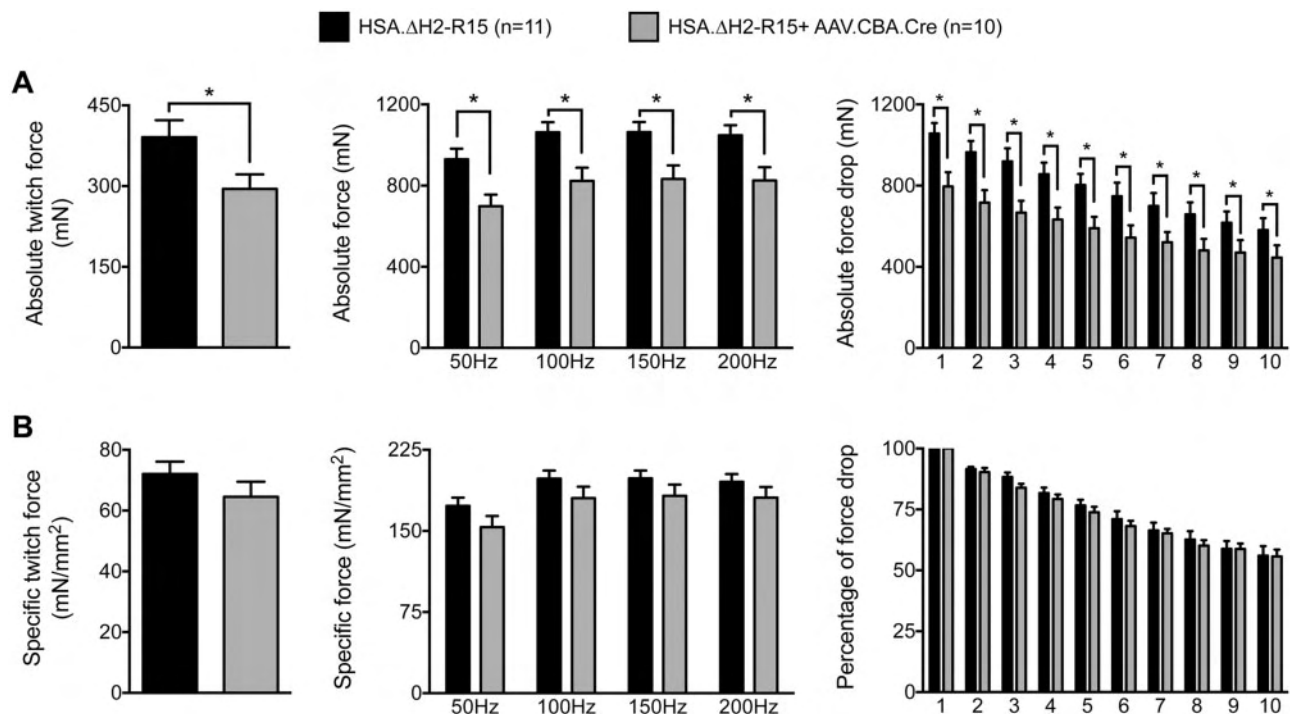 HSA.ΔH2-R15 (n=11)
HSA.ΔH2-R15+ AAV.CBA.Cre (n=10)
A
Absolute twitch force
(mN)
450
300
150
0
*
Absolute force (mN)
1200
800
400
0
* * * *
50Hz 100Hz 150Hz 200Hz
Absolute force drop (mN)
1200
800
400
0
* * * * * * * * * *
1 2 3 4 5 6 7 8 9 10
B
Specific twitch force
(mN/mm²)
80
60
40
20
0
Specific force (mN/mm²)
225
150
75
0
50Hz 100Hz 150Hz 200Hz
Percentage of force drop
100
75
50
25
0
1 2 3 4 5 6 7 8 9 10